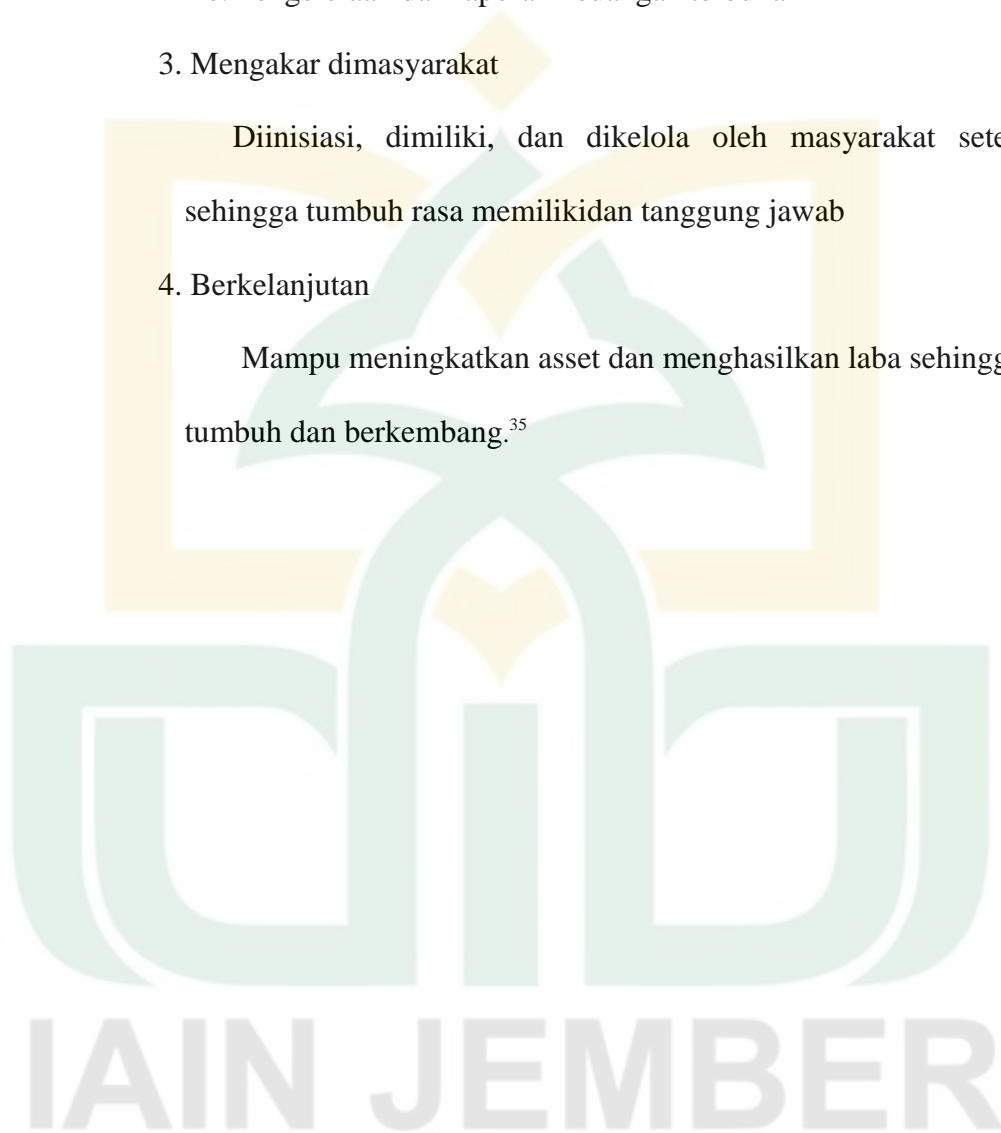 3. Mengakar dimasyarakat
Diinisiasi, dimiliki, dan dikelola oleh masyarakat
sehingga tumbuh rasa memilikidan tanggung jawab
4. Berkelanjutan
Mampu meningkatkan asset dan menghasilkan laba
tumbuh dan berkembang.35
IAIN JEMBER